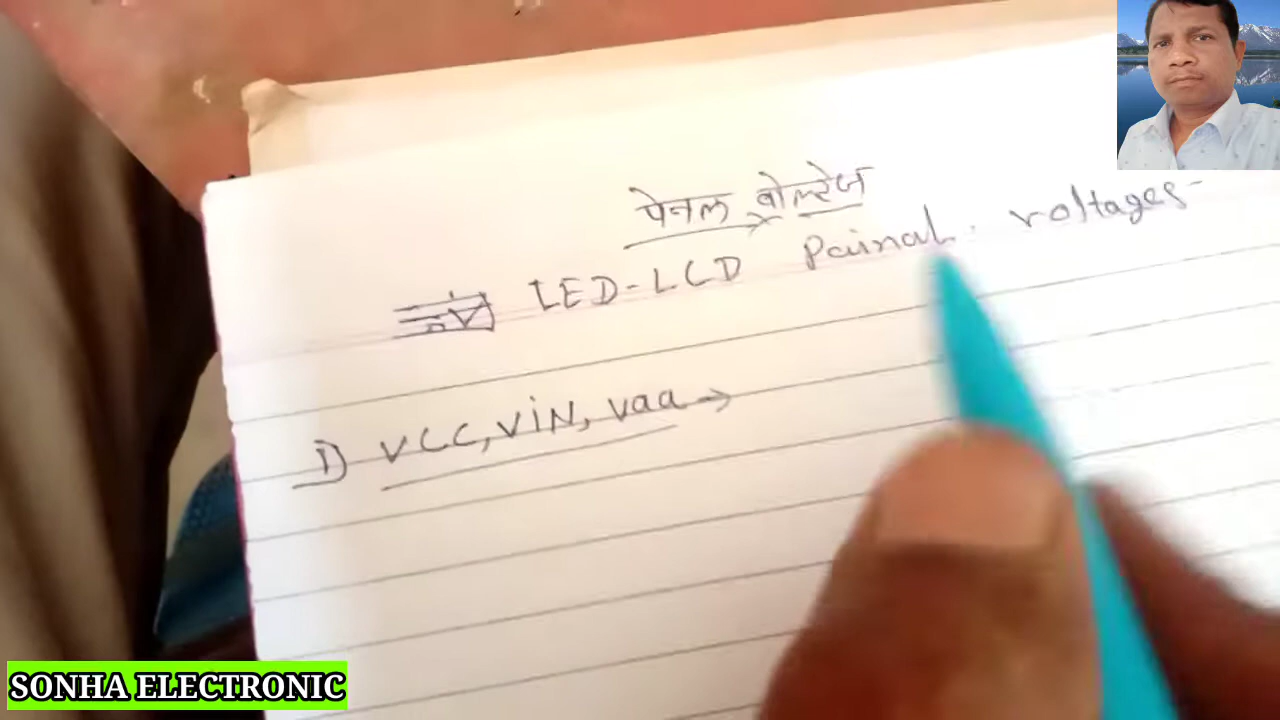 पेनल वोल्टेज
LED-LCD Painal. voltages-
1) VCC, VIN, Vaa →
SONHA ELECTRONIC